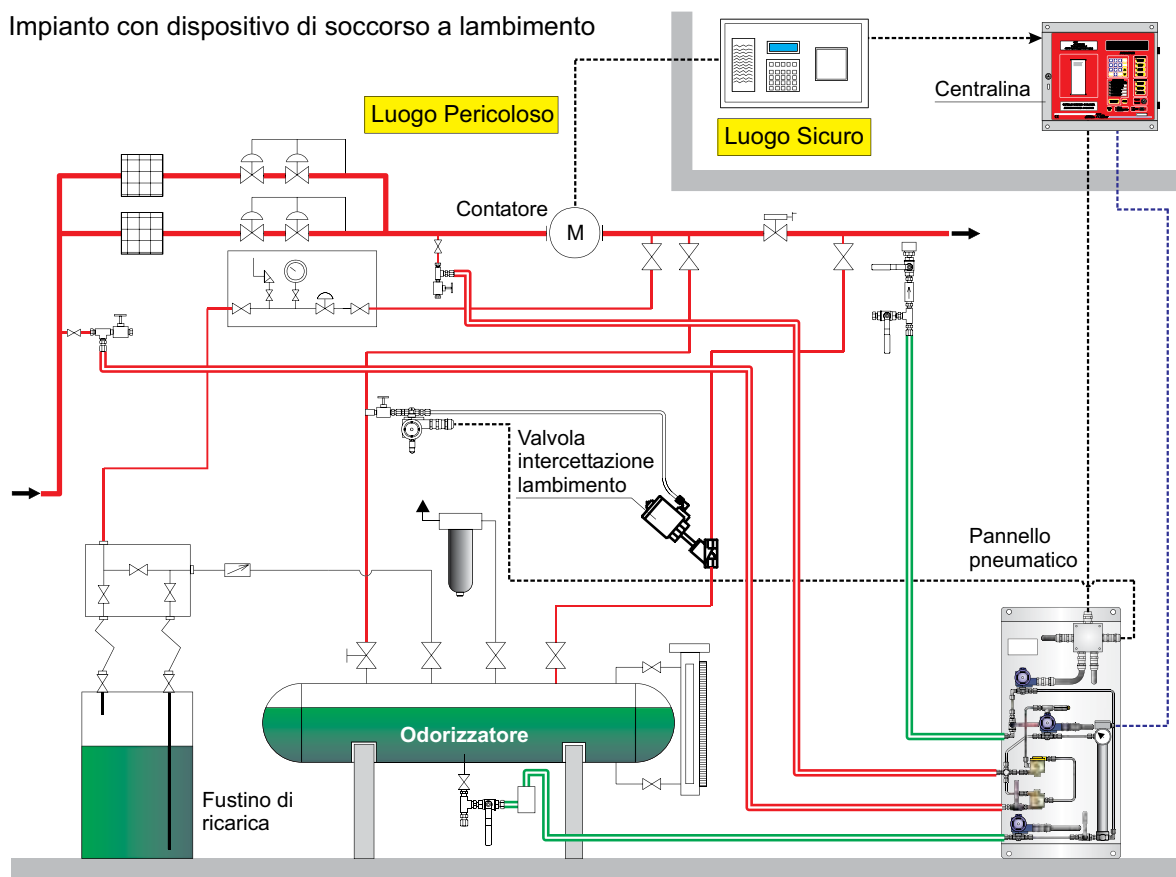 Impianto con dispositivo di soccorso a lambimento
Luogo Pericoloso
Luogo Sicuro
Centralina
Contatore
M
Valvola
intercettazione
lambimento
Pannello
pneumatico
Odorizzatore
Fustino di
ricarica